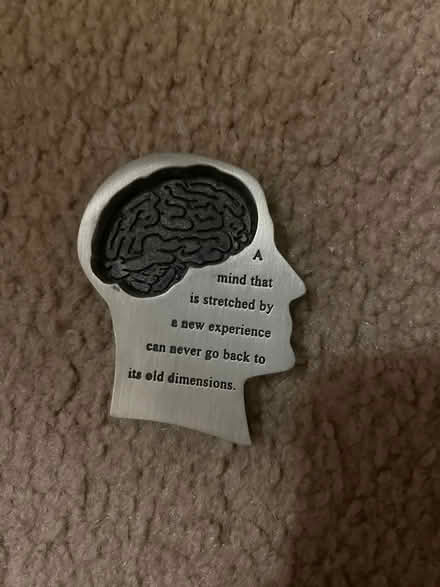 A
mind that
is stretched by
a new experience
can never go back to
its old dimensions.